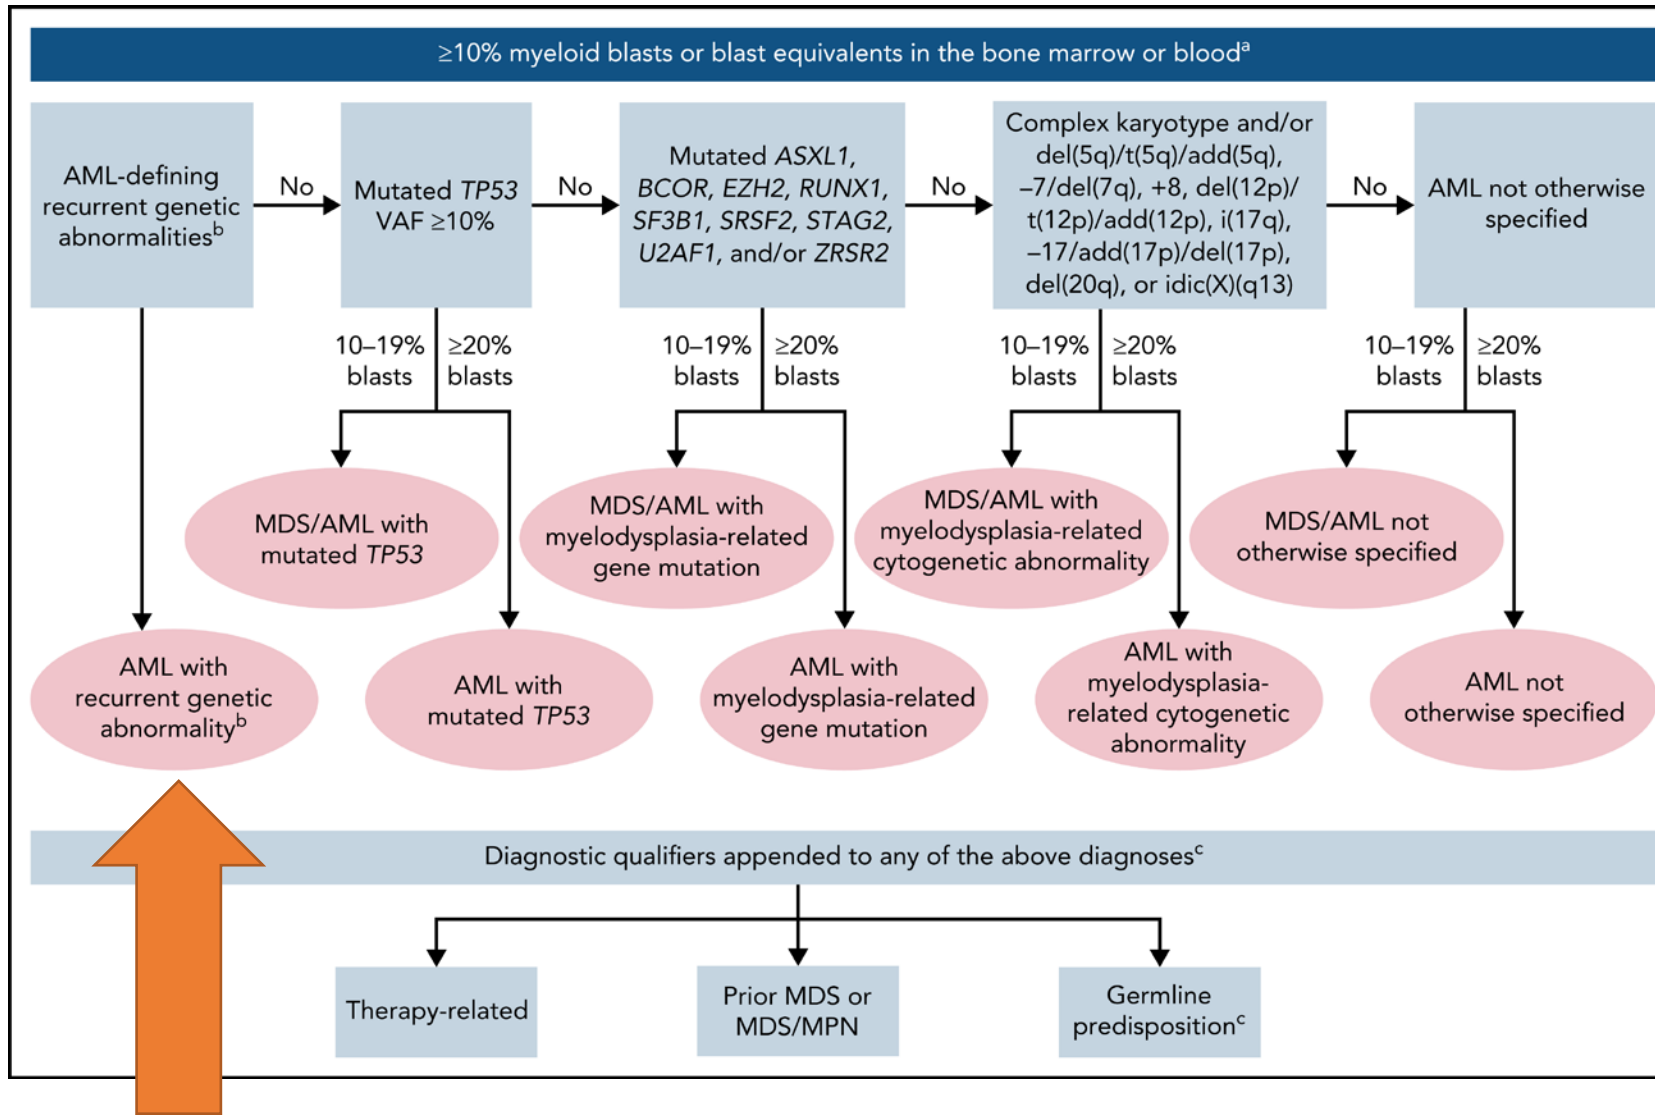 ≥10% myeloid blasts or blast equivalents in the bone marrow or bloodᵃ
AML-defining
recurrent genetic
abnormalitiesᵇ
No
Mutated TP53
VAF ≥10%
No
Mutated ASXL1,
BCOR, EZH2, RUNX1,
SF3B1, SRSF2, STAG2,
U2AF1, and/or ZRSR2
No
Complex karyotype and/or
del(5q)/t(5q)/add(5q),
–7/del(7q), +8, del(12p)/
t(12p)/add(12p), i(17q),
–17/add(17p)/del(17p),
del(20q), or idic(X)(q13)
No
AML not otherwise
specified
10–19%
blasts
≥20%
blasts
10–19%
blasts
≥20%
blasts
10–19%
blasts
≥20%
blasts
10–19%
blasts
≥20%
blasts
MDS/AML with
mutated TP53
MDS/AML with
myelodysplasia-related
gene mutation
MDS/AML with
myelodysplasia-related
cytogenetic abnormality
MDS/AML not
otherwise specified
AML with
recurrent genetic
abnormalityᵇ
AML with
mutated TP53
AML with
myelodysplasia-related
gene mutation
AML with
myelodysplasia-
related cytogenetic
abnormality
AML not
otherwise specified
Diagnostic qualifiers appended to any of the above diagnosesᶜ
Therapy-related
Prior MDS or
MDS/MPN
Germline
predispositionᶜ